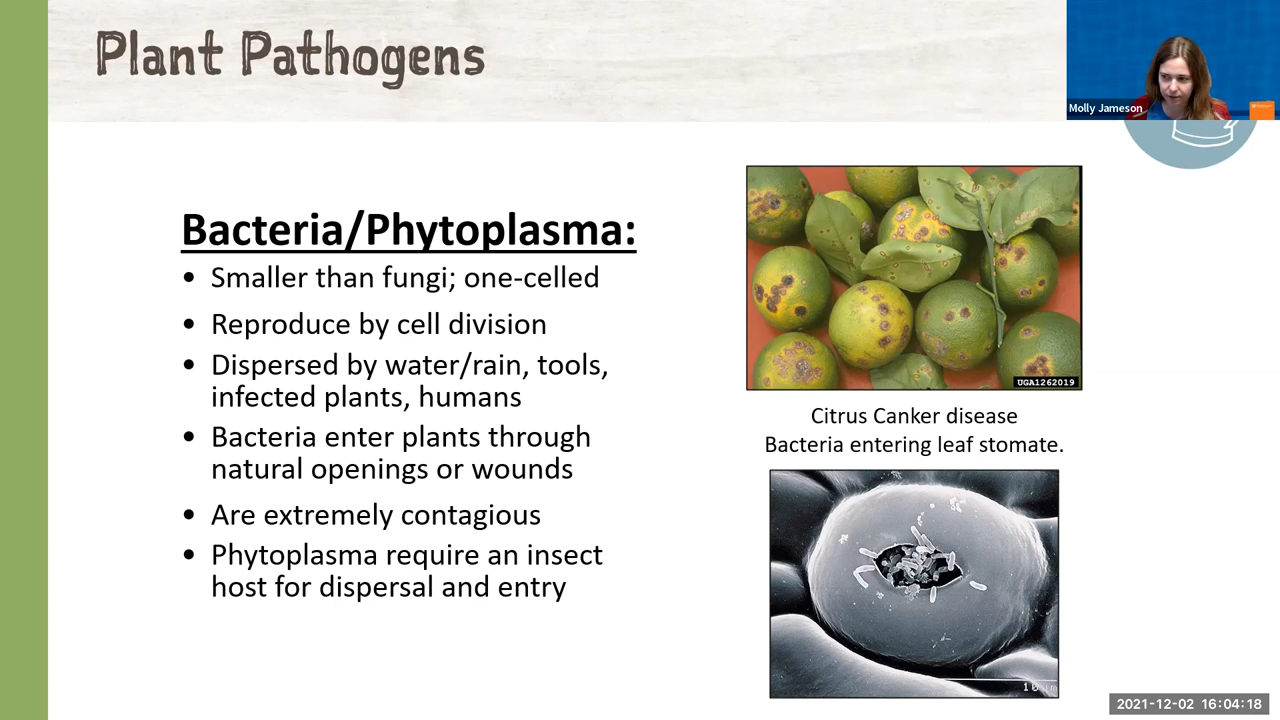 Plant Pathogens
Molly Jameson
Bacteria/Phytoplasma:
• Smaller than fungi; one-celled
• Reproduce by cell division
• Dispersed by water/rain, tools,
infected plants, humans
• Bacteria enter plants through
natural openings or wounds
• Are extremely contagious
• Phytoplasma require an insect
host for dispersal and entry
UGA1262019
Citrus Canker disease
Bacteria entering leaf stomate.
10 µm
2021-12-02 16:04:18